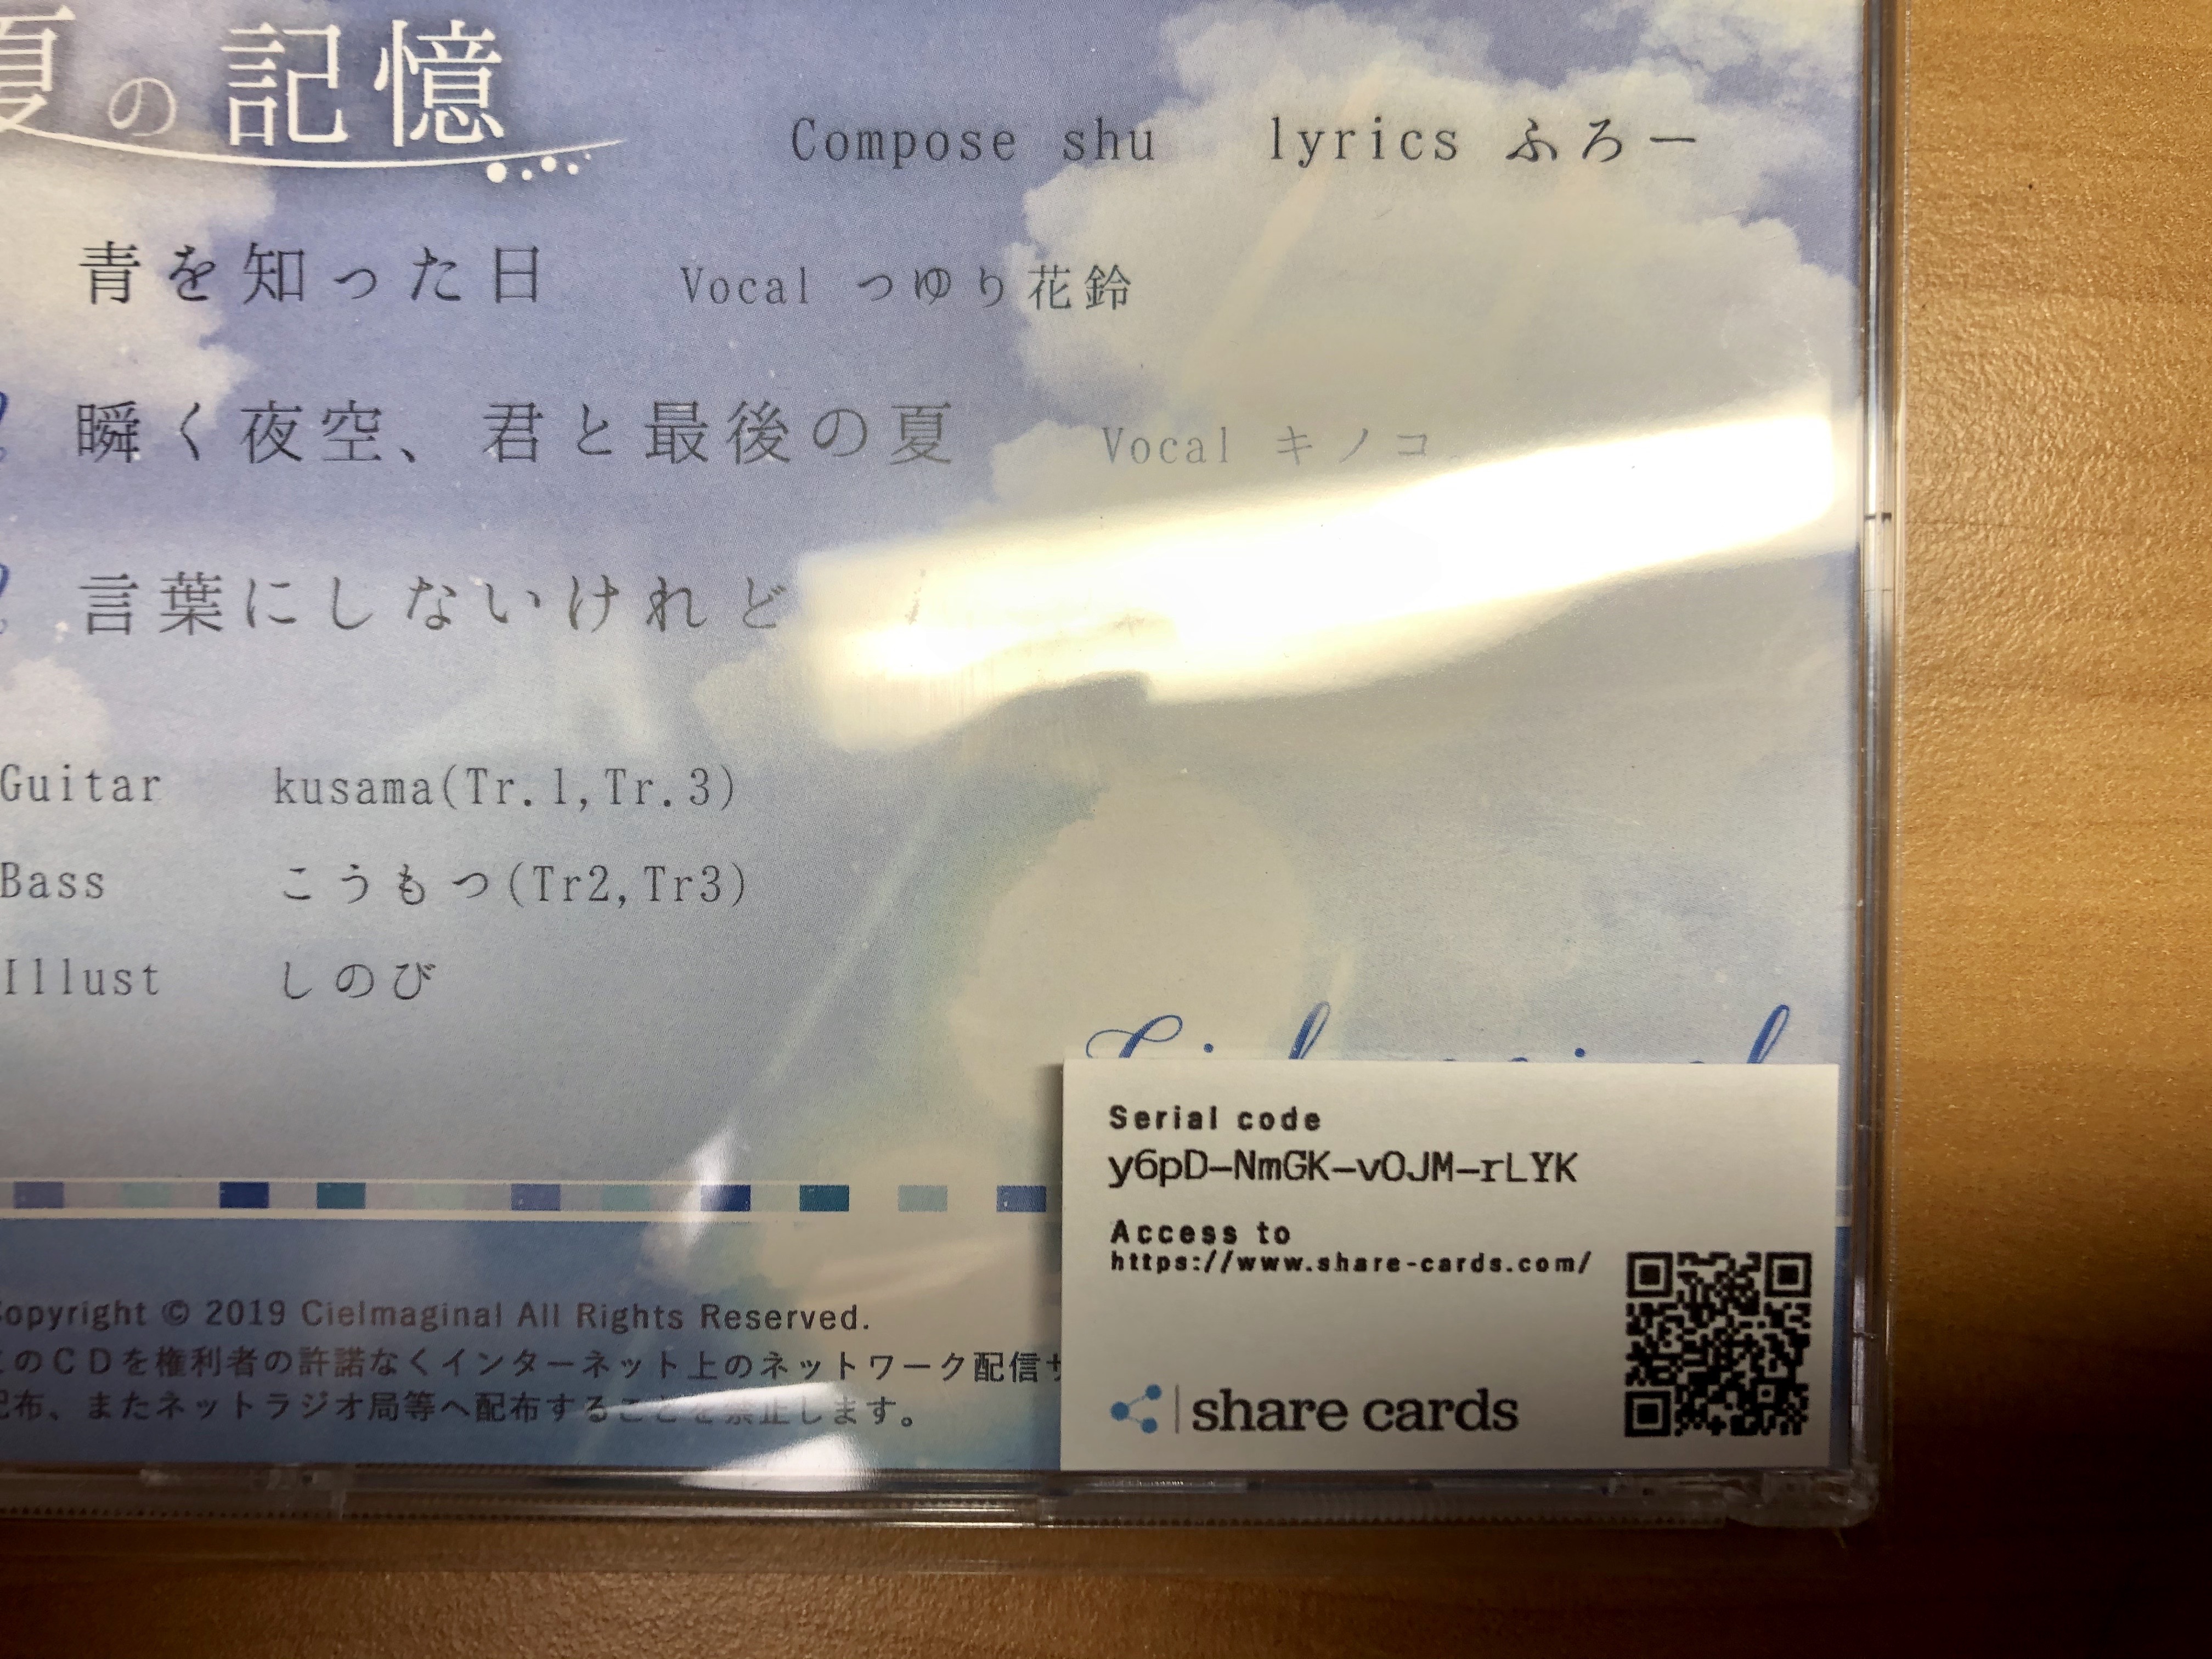 夏の記憶
Compose shu lyrics ふろー
青を知った日 Vocal つゆり花鈴
瞬く夜空、君と最後の夏 Vocal キノコ
言葉にしないけれど
Guitar kusama(Tr.1,Tr.3)
Bass こうもつ(Tr2,Tr3)
Illust しのび
Serial code
y6pD-NmGK-vOJM-rLYK
Access to
https://www.share-cards.com/
share cards
Copyright © 2019 CieImaginal All Rights Reserved.
このCDを権利者の許諾なくインターネット上のネットワーク配信サ
配布、またネットラジオ局等へ配布することを禁止します。